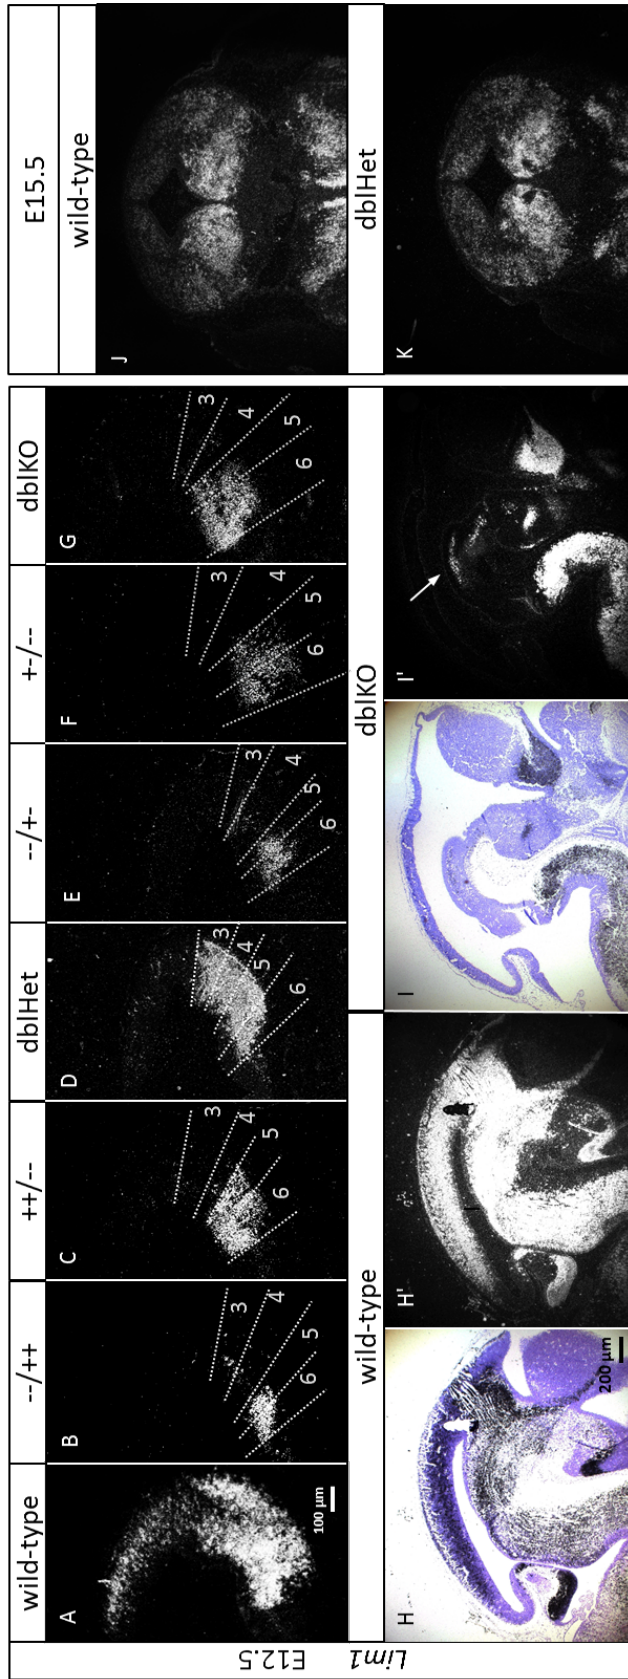 Lim1 E12.5
wild-type
--/++
++/--
dblHet
--/+-
+-/--
dblKO
A
100 µm
B
3
4
5
6
C
3
4
5
6
D
3
4
5
6
E
3
4
5
6
F
3
4
5
6
G
3
4
5
6
wild-type
dblKO
H
200 µm
H'
I
I'
E15.5
wild-type
J
dblHet
K